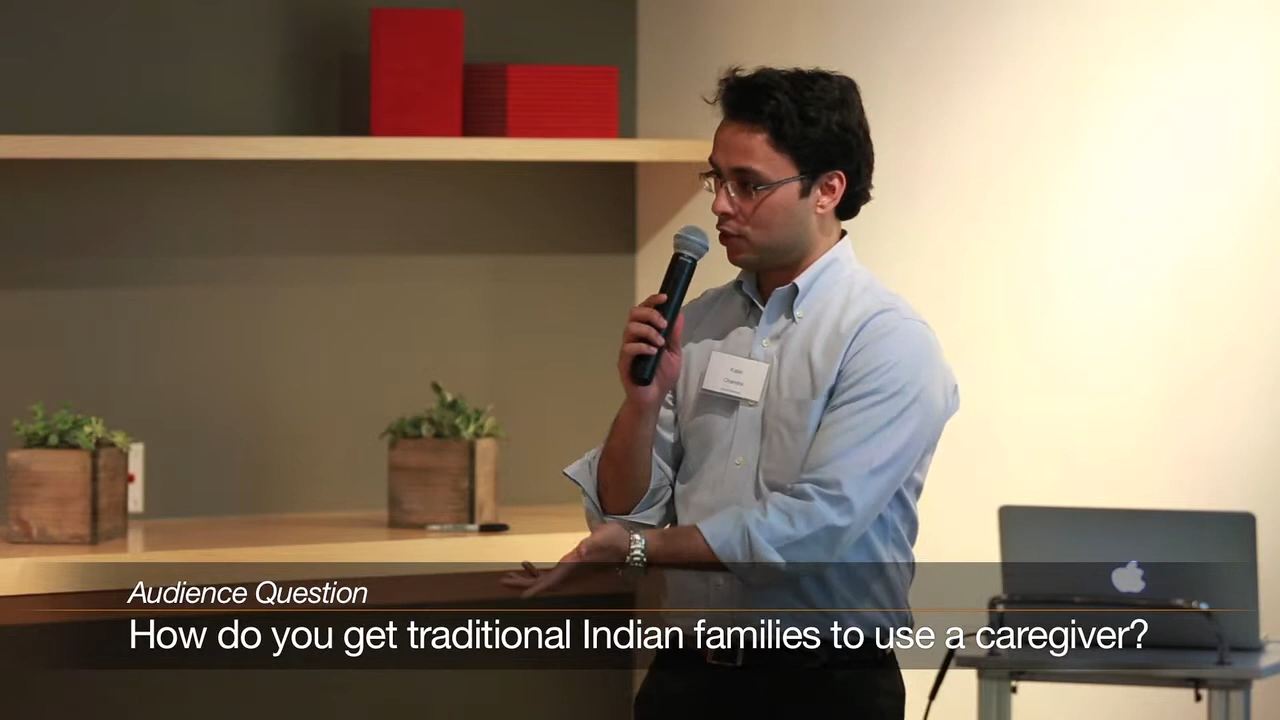 Audience Question
How do you get traditional Indian families to use a caregiver?